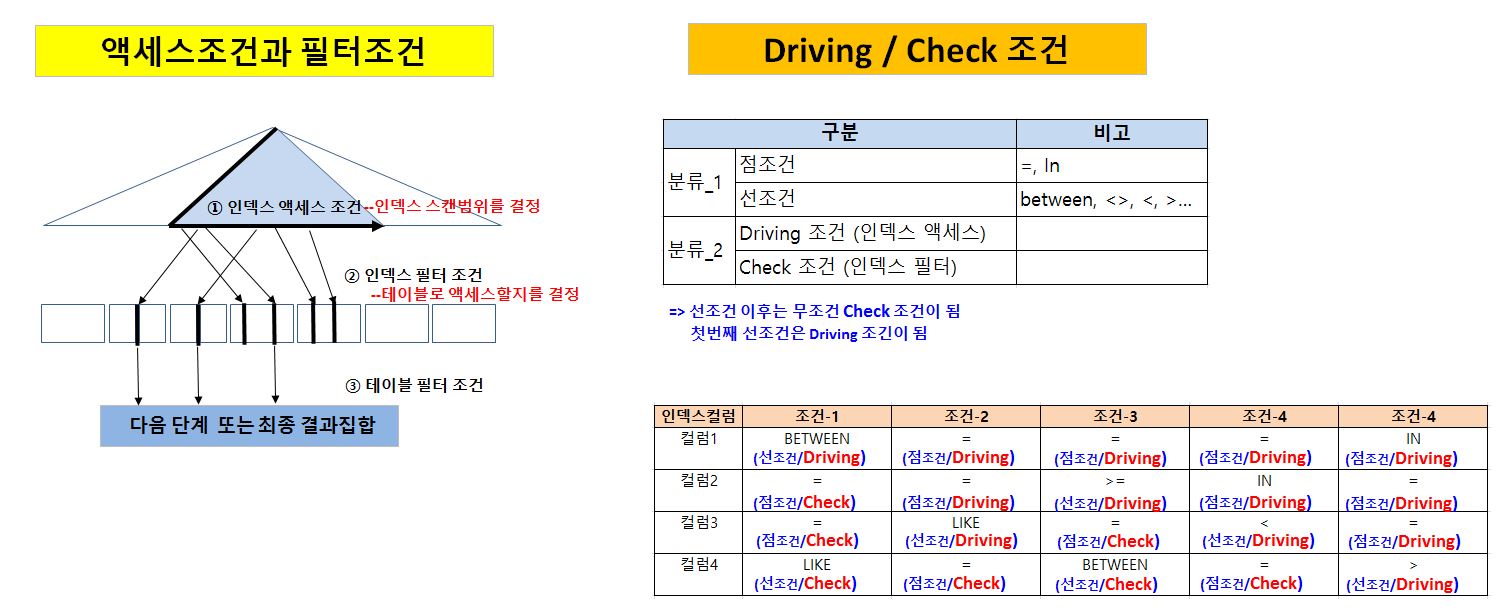 액세스조건과 필터조건
① 인덱스 액세스 조건 --인덱스 스캔범위를 결정
② 인덱스 필터 조건
--테이블로 액세스할지를 결정
③ 테이블 필터 조건
다음 단계 또는 최종 결과집합
Driving / Check 조건
구분 비고
분류_1 점조건 =, In
선조건 between, <>, <, >...
분류_2 Driving 조건 (인덱스 액세스)
Check 조건 (인덱스 필터)
=> 선조건 이후는 무조건 Check 조건이 됨
첫번째 선조건은 Driving 조긴이 됨
인덱스컬럼 조건-1 조건-2 조건-3 조건-4 조건-4
컬럼1 BETWEEN = = = IN
(선조건/Driving) (점조건/Driving) (점조건/Driving) (점조건/Driving) (점조건/Driving)
컬럼2 = = >= IN =
(점조건/Check) (점조건/Driving) (선조건/Driving) (점조건/Driving) (점조건/Driving)
컬럼3 = LIKE = < =
(점조건/Check) (선조건/Driving) (점조건/Check) (선조건/Driving) (점조건/Driving)
컬럼4 LIKE = BETWEEN = >
(선조건/Check) (점조건/Check) (선조건/Check) (점조건/Check) (선조건/Driving)